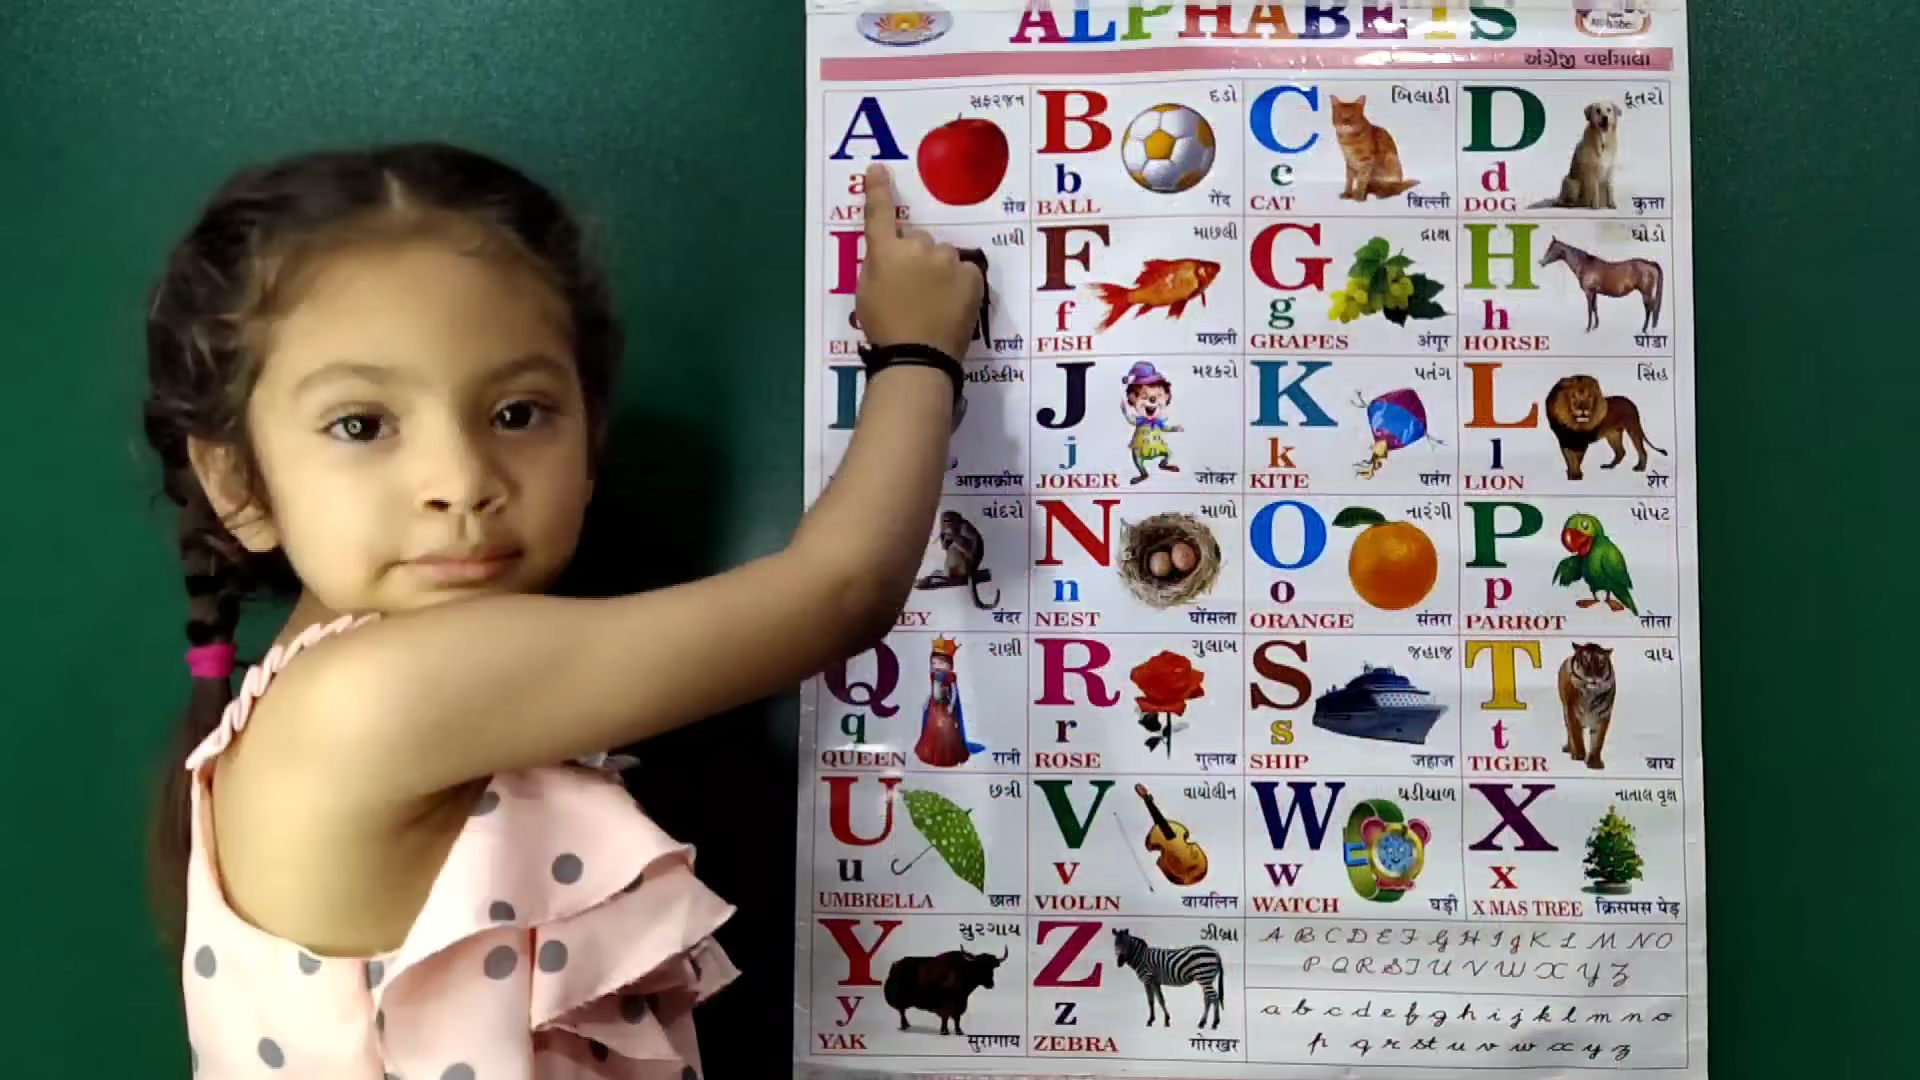 ALPHABETS
અંગ્રેજી વર્ણમાલા
A સફરજન
a
સેવ
B દડો
b
BALL गेंद
C બિલાડી
c
CAT बिल्ली
D કૂતરો
d
DOG कुत्ता
હાથી
हाथी
F માછલી
f
FISH मछली
G દ્રાક્ષ
g
GRAPES अंगूर
H ઘોડો
h
HORSE घोडा
I
आइसक्रीम
J મશ્કરો
j
JOKER जोकर
K પતંગ
k
KITE पतंग
L સિંહ
l
LION शेर
વાંદરો
EY बंदर
N માળો
n
NEST घोंसला
O નારંગી
o
ORANGE संतरा
P પોપટ
p
PARROT तोता
Q રાણી
q
QUEEN रानी
R ગુલાબ
r
ROSE गुलाब
S જહાજ
s
SHIP जहाज
T વાઘ
t
TIGER बाघ
U છત્રી
u
UMBRELLA छाता
V વાયોલીન
v
VIOLIN वायलिन
W ઘડીયાળ
w
WATCH घड़ी
X નાતાલ વૃક્ષ
x
X MAS TREE क्रिसमस पेड़
Y સુરગાય
y
YAK सुरागाय
Z ઝીબ્રા
z
ZEBRA गोरखर
A B C D E F G H I J K L M N O
P Q R S T U V W X Y Z
a b c d e f g h i j k l m n o
p q r s t u v w x y z